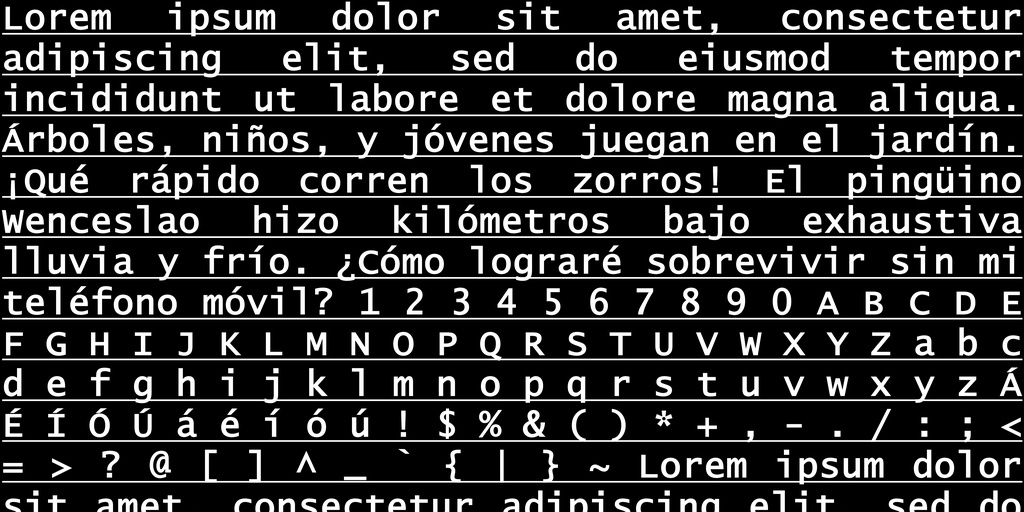 Lorem ipsum dolor sit amet, consectetur
adipiscing elit, sed do eiusmod tempor
incididunt ut labore et dolore magna aliqua.
Árboles, niños, y jóvenes juegan en el jardín.
¡Qué rápido corren los zorros! El pingüino
Wenceslao hizo kilómetros bajo exhaustiva
lluvia y frío. ¿Cómo lograré sobrevivir sin mi
teléfono móvil? 1 2 3 4 5 6 7 8 9 0 A B C D E
F G H I J K L M N O P Q R S T U V W X Y Z a b c
d e f g h i j k l m n o p q r s t u v w x y z Á
É Í Ó Ú á é í ó ú ! $ % & ( ) * + , - . / : ; <
= > ? @ [ ] ^ _ ` { | } ~ Lorem ipsum dolor
sit amet, consectetur adipiscing elit, sed do